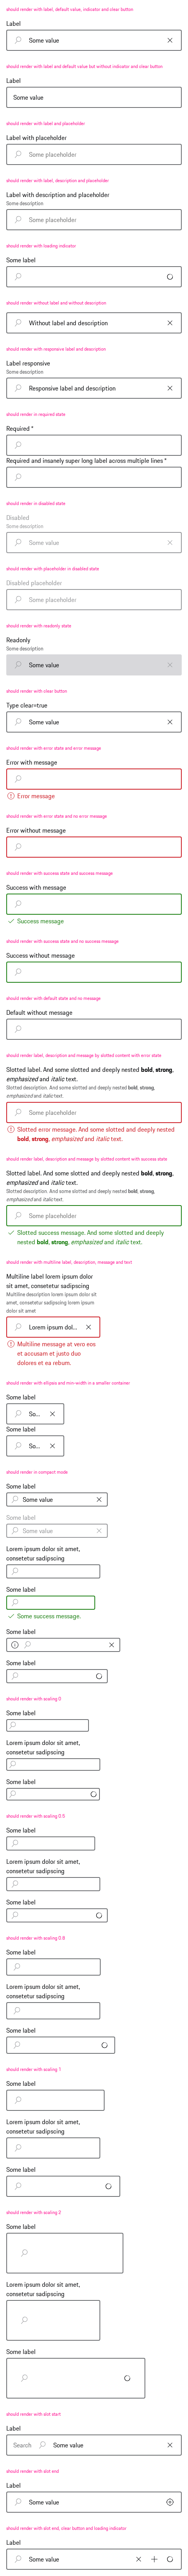 should render with label, default value, indicator and clear button
Label
Some value
should render with label and default value but without indicator and clear button
Label
Some value
should render with label and placeholder
Label with placeholder
Some placeholder
should render with label, description and placeholder
Label with description and placeholder
Some description
Some placeholder
should render with loading indicator
Some label
should render without label and without description
Without label and description
should render with responsive label and description
Label responsive
Some description
Responsive label and description
should render in required state
Required *
Required and insanely super long label across multiple lines *
should render in disabled state
Disabled
Some description
Some value
should render with placeholder in disabled state
Disabled placeholder
Some placeholder
should render with readonly state
Readonly
Some description
Some value
should render with clear button
Type clear=true
Some value
should render with error state and error message
Error with message
Error message
should render with error state and no error message
Error without message
should render with success state and success message
Success with message
Success message
should render with success state and no success message
Success without message
should render with default state and no message
Default without message
should render label, description and message by slotted content with error state
Slotted label. And some slotted and deeply nested bold, strong,
emphasized and italic text.
Slotted description. And some slotted and deeply nested bold, strong,
emphasized and italic text.
Some placeholder
Slotted error message. And some slotted and deeply nested
bold, strong, emphasized and italic text.
should render label, description and message by slotted content with success state
Slotted label. And some slotted and deeply nested bold, strong,
emphasized and italic text.
Slotted description. And some slotted and deeply nested bold, strong,
emphasized and italic text.
Some placeholder
Slotted success message. And some slotted and deeply
nested bold, strong, emphasized and italic text.
should render with multiline label, description, message and text
Multiline label lorem ipsum dolor
sit amet, consetetur sadipscing
Multiline description lorem ipsum dolor sit
amet, consetetur sadipscing lorem ipsum
dolor sit amet
Lorem ipsum dol...
Multiline message at vero eos
et accusam et justo duo
dolores et ea rebum.
should render with ellipsis and min-width in a smaller container
Some label
So...
Some label
So...
should render in compact mode
Some label
Some value
Some label
Some value
Lorem ipsum dolor sit amet,
consetetur sadipscing
Some label
Some success message.
Some label
Some label
should render with scaling 0
Some label
Lorem ipsum dolor sit amet,
consetetur sadipscing
Some label
should render with scaling 0.5
Some label
Lorem ipsum dolor sit amet,
consetetur sadipscing
Some label
should render with scaling 0.8
Some label
Lorem ipsum dolor sit amet,
consetetur sadipscing
Some label
should render with scaling 1
Some label
Lorem ipsum dolor sit amet,
consetetur sadipscing
Some label
should render with scaling 2
Some label
Lorem ipsum dolor sit amet,
consetetur sadipscing
Some label
should render with slot start
Label
Search Some value
should render with slot end
Label
Some value
should render with slot end, clear button and loading indicator
Label
Some value